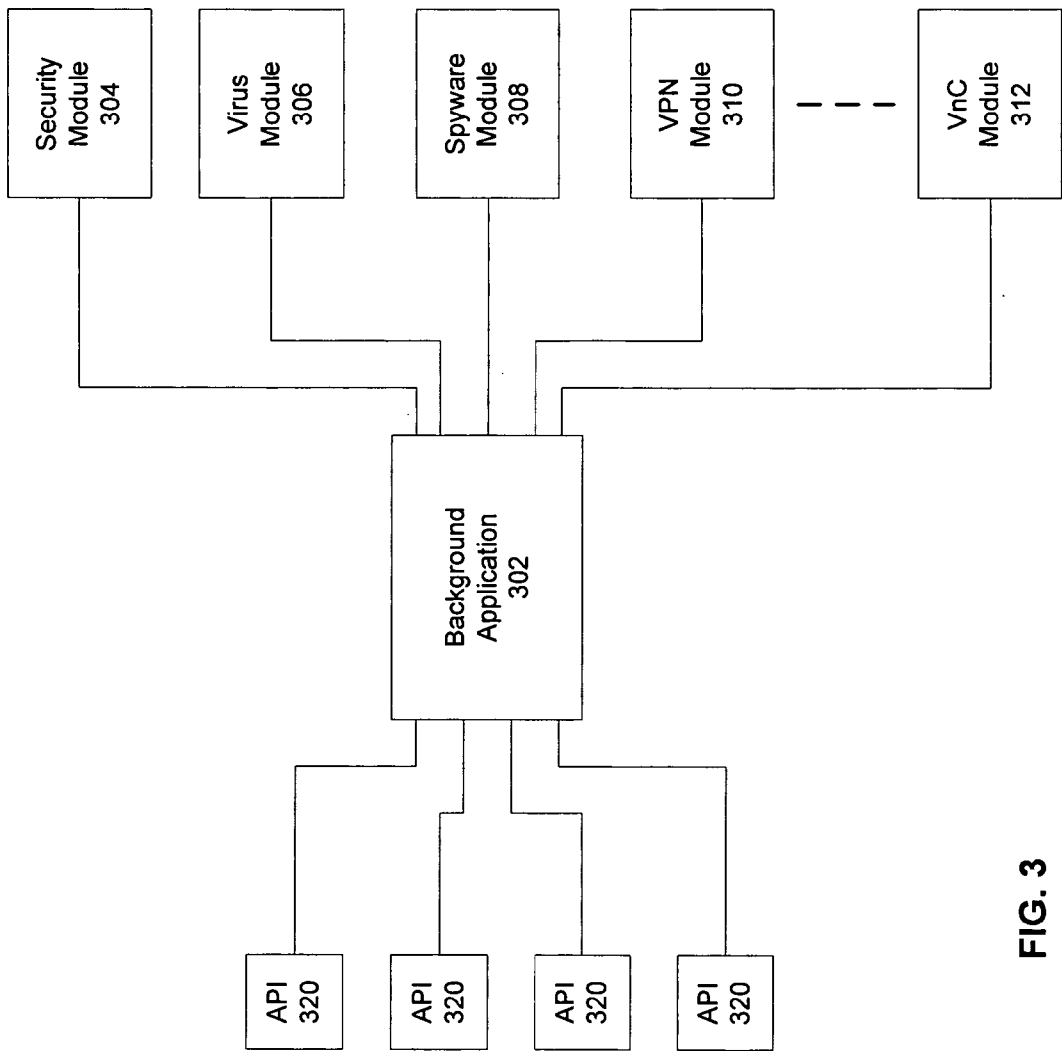 Security
Module
304
Virus
Module
306
Spyware
Module
308
VPN
Module
310
VnC
Module
312
Background
Application
302
API
320
API
320
API
320
API
320
FIG. 3